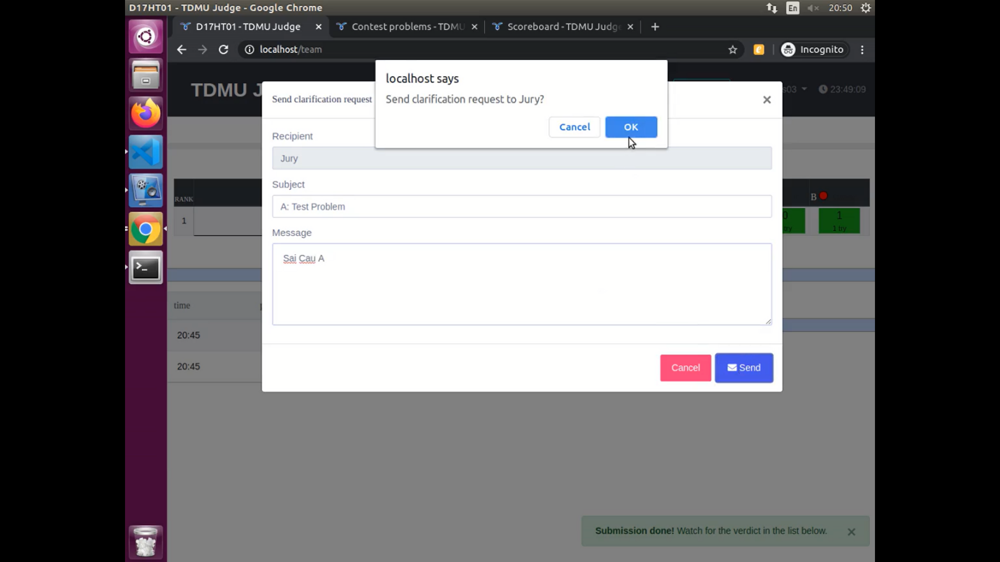 D17HT01 - TDMU Judge - Google Chrome
En
20:50
D17HT01 - TDMU Judge
Contest problems - TDMU
Scoreboard - TDMU Judge
localhost/team
Incognito
TDMU J
s03
23:49:09
localhost says
Send clarification request to Jury?
Cancel
OK
Send clarification request
Recipient
Jury
Subject
A: Test Problem
Message
Sai Cau A
Cancel
Send
RANK
B
1
0
try
1
1 try
time
20:45
20:45
Submission done! Watch for the verdict in the list below.